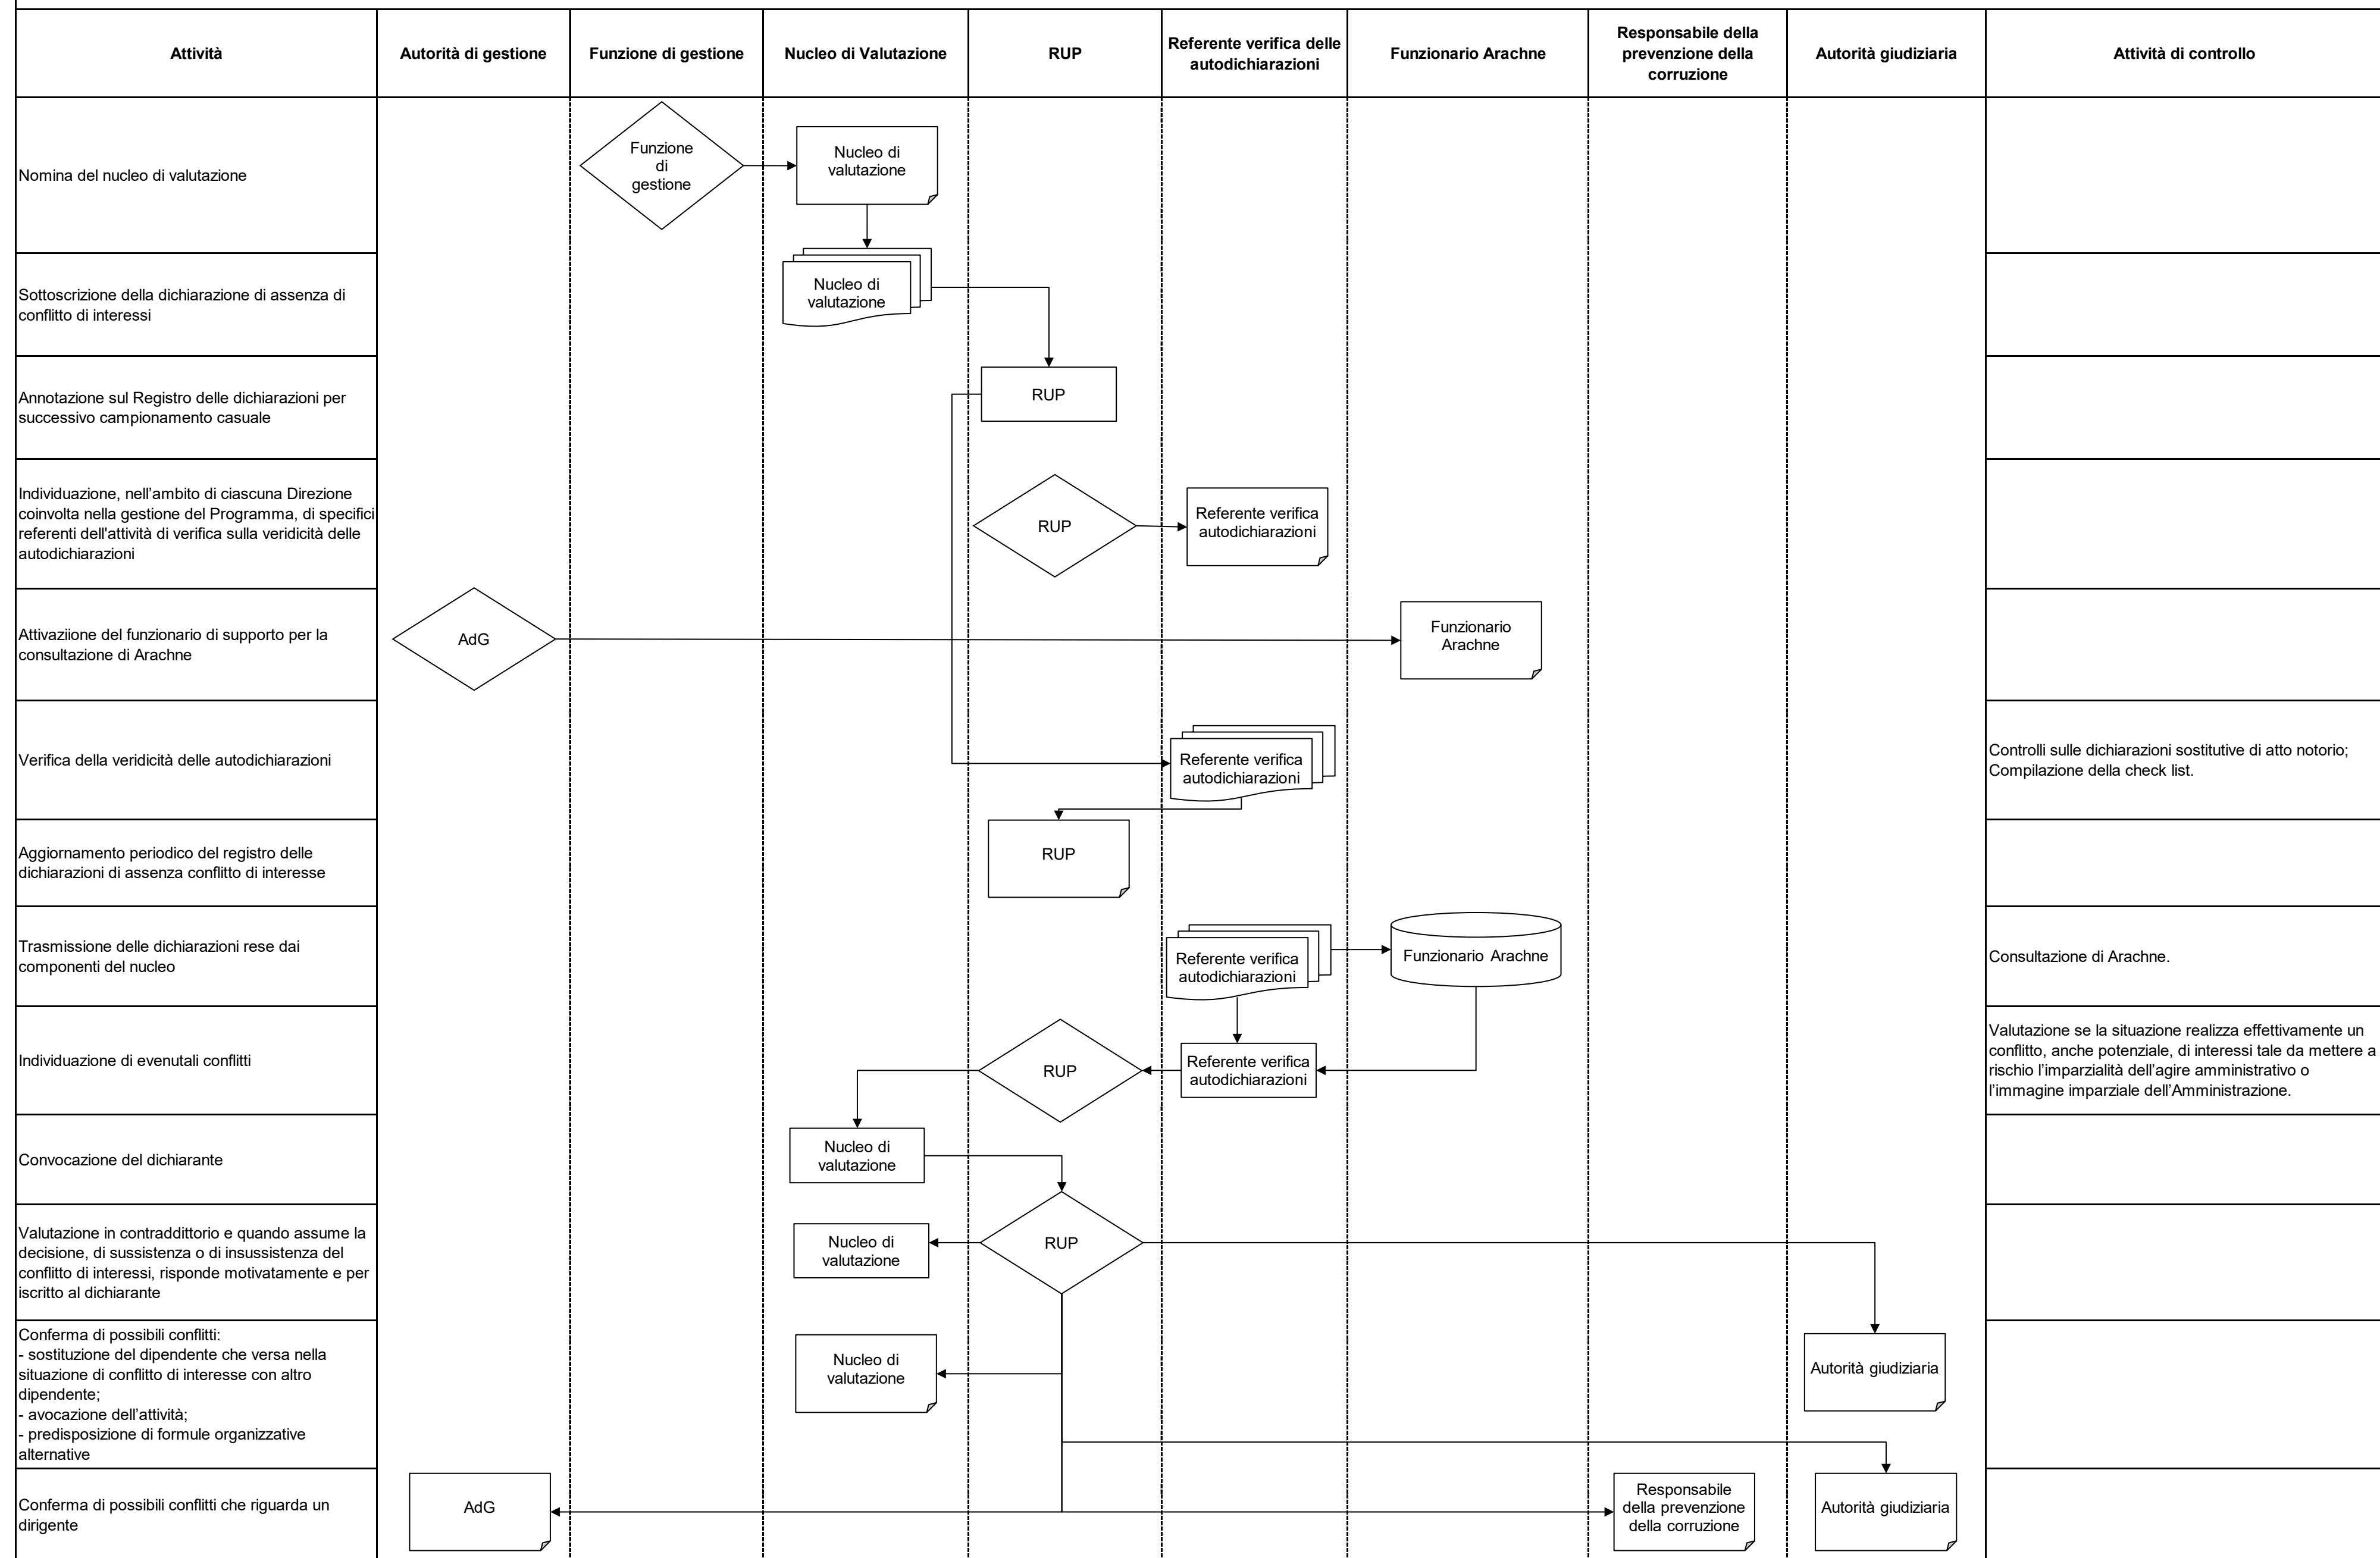 Attività
Autorità di gestione
Funzione di gestione
Nucleo di Valutazione
RUP
Referente verifica delle
autodichiarazioni
Funzionario Arachne
Responsabile della
prevenzione della
corruzione
Autorità giudiziaria
Attività di controllo
Nomina del nucleo di valutazione
Funzione
di
gestione
Nucleo di
valutazione
Sottoscrizione della dichiarazione di assenza di
conflitto di interessi
Nucleo di
valutazione
Annotazione sul Registro delle dichiarazioni per
successivo campionamento casuale
RUP
Individuazione, nell’ambito di ciascuna Direzione
coinvolta nella gestione del Programma, di specifici
referenti dell'attività di verifica sulla veridicità delle
autodichiarazioni
RUP
Referente verifica
autodichiarazioni
Attivaziione del funzionario di supporto per la
consultazione di Arachne
AdG
Funzionario
Arachne
Verifica della veridicità delle autodichiarazioni
Referente verifica
autodichiarazioni
Controlli sulle dichiarazioni sostitutive di atto notorio;
Compilazione della check list.
Aggiornamento periodico del registro delle
dichiarazioni di assenza conflitto di interesse
RUP
Trasmissione delle dichiarazioni rese dai
componenti del nucleo
Referente verifica
autodichiarazioni
Funzionario Arachne
Consultazione di Arachne.
Individuazione di evenutali conflitti
RUP
Referente verifica
autodichiarazioni
Valutazione se la situazione realizza effettivamente un
conflitto, anche potenziale, di interessi tale da mettere a
rischio l’imparzialità dell’agire amministrativo o
l’immagine imparziale dell’Amministrazione.
Convocazione del dichiarante
Nucleo di
valutazione
Valutazione in contraddittorio e quando assume la
decisione, di sussistenza o di insussistenza del
conflitto di interessi, risponde motivatamente e per
iscritto al dichiarante
Nucleo di
valutazione
RUP
Conferma di possibili conflitti:
- sostituzione del dipendente che versa nella
situazione di conflitto di interesse con altro
dipendente;
- avocazione dell’attività;
- predisposizione di formule organizzative
alternative
Nucleo di
valutazione
Autorità giudiziaria
Conferma di possibili conflitti che riguarda un
dirigente
AdG
Responsabile
della prevenzione
della corruzione
Autorità giudiziaria